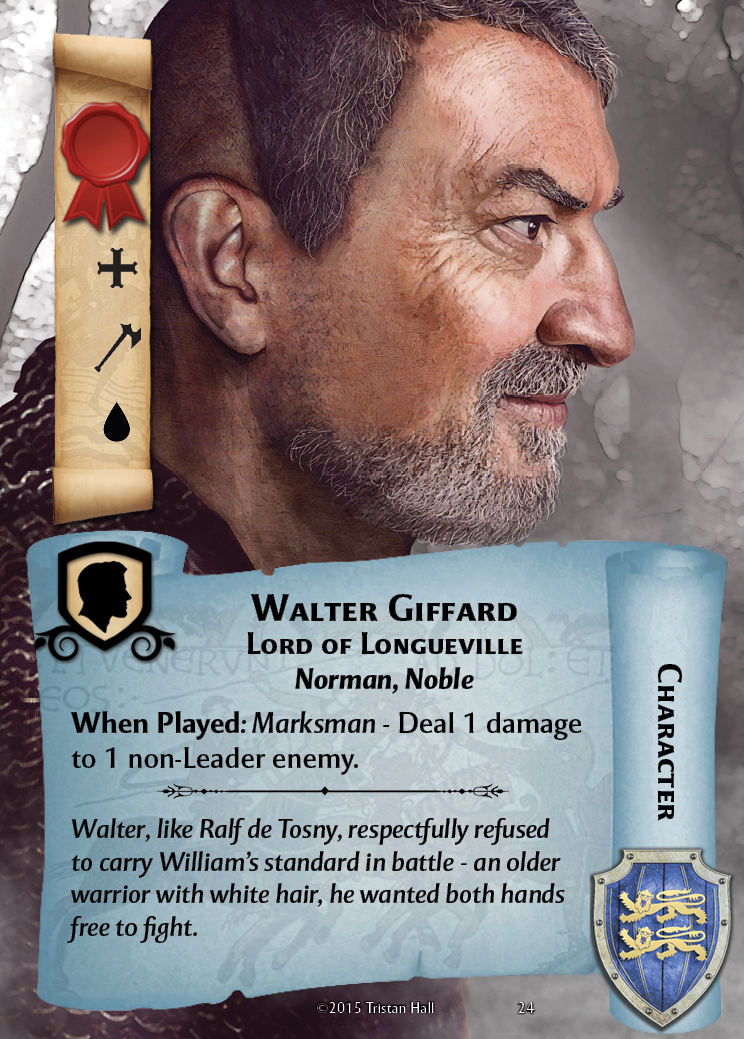 Walter Giffard
Lord of Longueville
Norman, Noble
When Played: Marksman - Deal 1 damage
to 1 non-Leader enemy.
Walter, like Ralf de Tosny, respectfully refused
to carry William's standard in battle - an older
warrior with white hair, he wanted both hands
free to fight.
Character
©2015 Tristan Hall
24